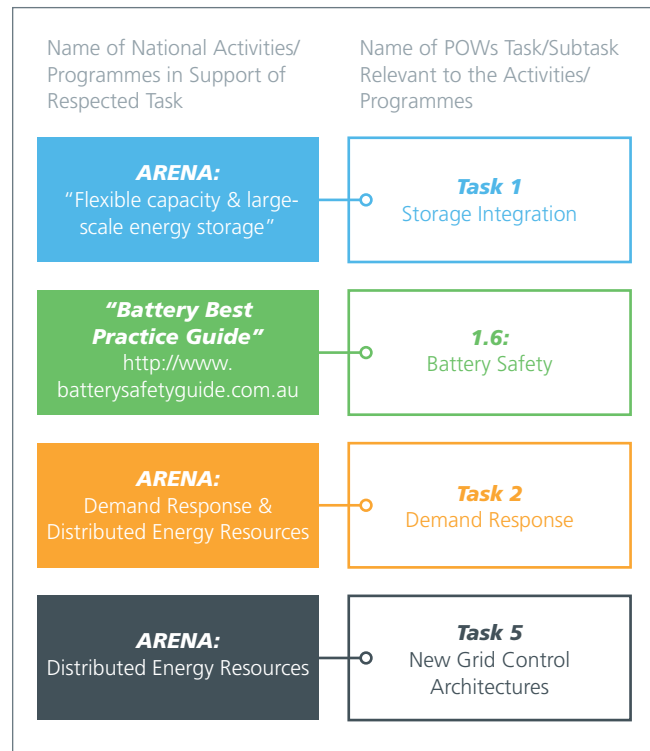 Name of National Activities/
Programmes in Support of
Respected Task
Name of POWs Task/Subtask
Relevant to the Activities/
Programmes
ARENA:
“Flexible capacity & large-
scale energy storage”
Task 1
Storage Integration
“Battery Best
Practice Guide”
http://www.
batterysafetyguide.com.au
1.6:
Battery Safety
ARENA:
Demand Response &
Distributed Energy Resources
Task 2
Demand Response
ARENA:
Distributed Energy Resources
Task 5
New Grid Control
Architectures